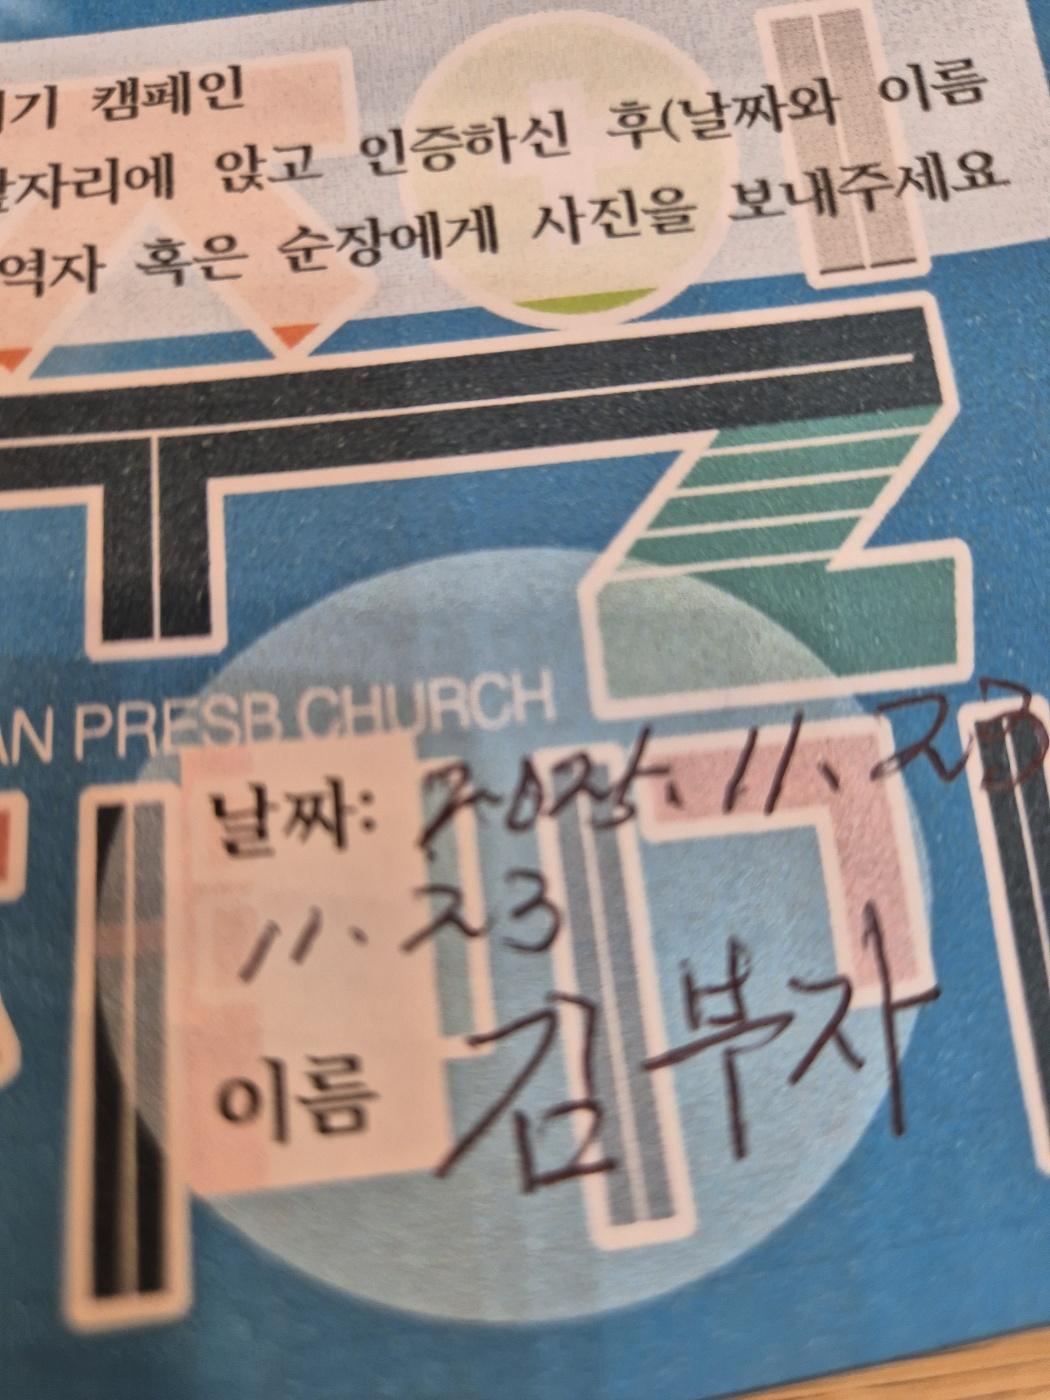 기 캠페인
자리에 앉고 인증하신 후(날짜와 이름
역자 혹은 순장에게 사진을 보내주세요
AN PRESB.CHURCH
날짜: 2025. 11. 23
11. 23
이름 김부자